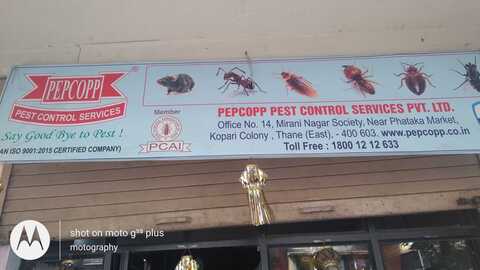 PEPCOPP
PEST CONTROL SERVICES
Say Good Bye to Pest !
AN ISO 9001:2015 CERTIFIED COMPANY)
Member
PCAI
PEPCOPP PEST CONTROL SERVICES PVT. LTD.
Office No. 14, Mirani Nagar Society, Near Phataka Market,
Kopari Colony , Thane (East). - 400 603. www.pepcopp.co.in
Toll Free : 1800 12 12 633
shot on moto g⁵⁵ plus
motography